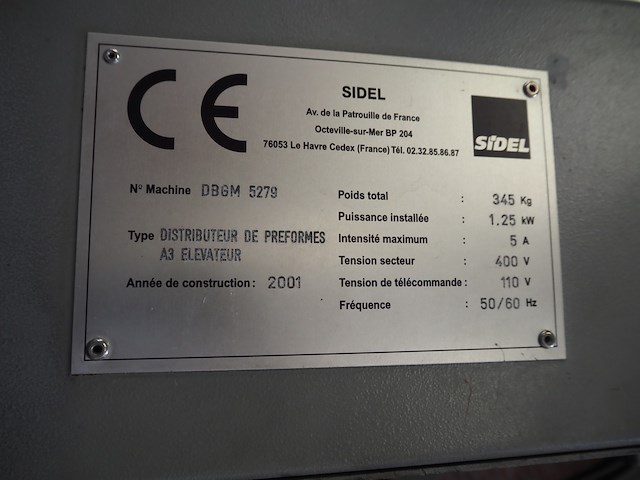 CE
SIDEL
Av. de la Patrouille de France
Octeville-sur-Mer BP 204
76053 Le Havre Cedex (France) Tél. 02.32.85.86.87
SIDEL
Nº Machine DBGM 5279
Type DISTRIBUTEUR DE PREFORMES
A3 ELEVATEUR
Année de construction : 2001
Poids total : 345 Kg
Puissance installée : 1.25 kW
Intensité maximum : 5 A
Tension secteur : 400 V
Tension de télécommande : 110 V
Fréquence : 50/60 Hz